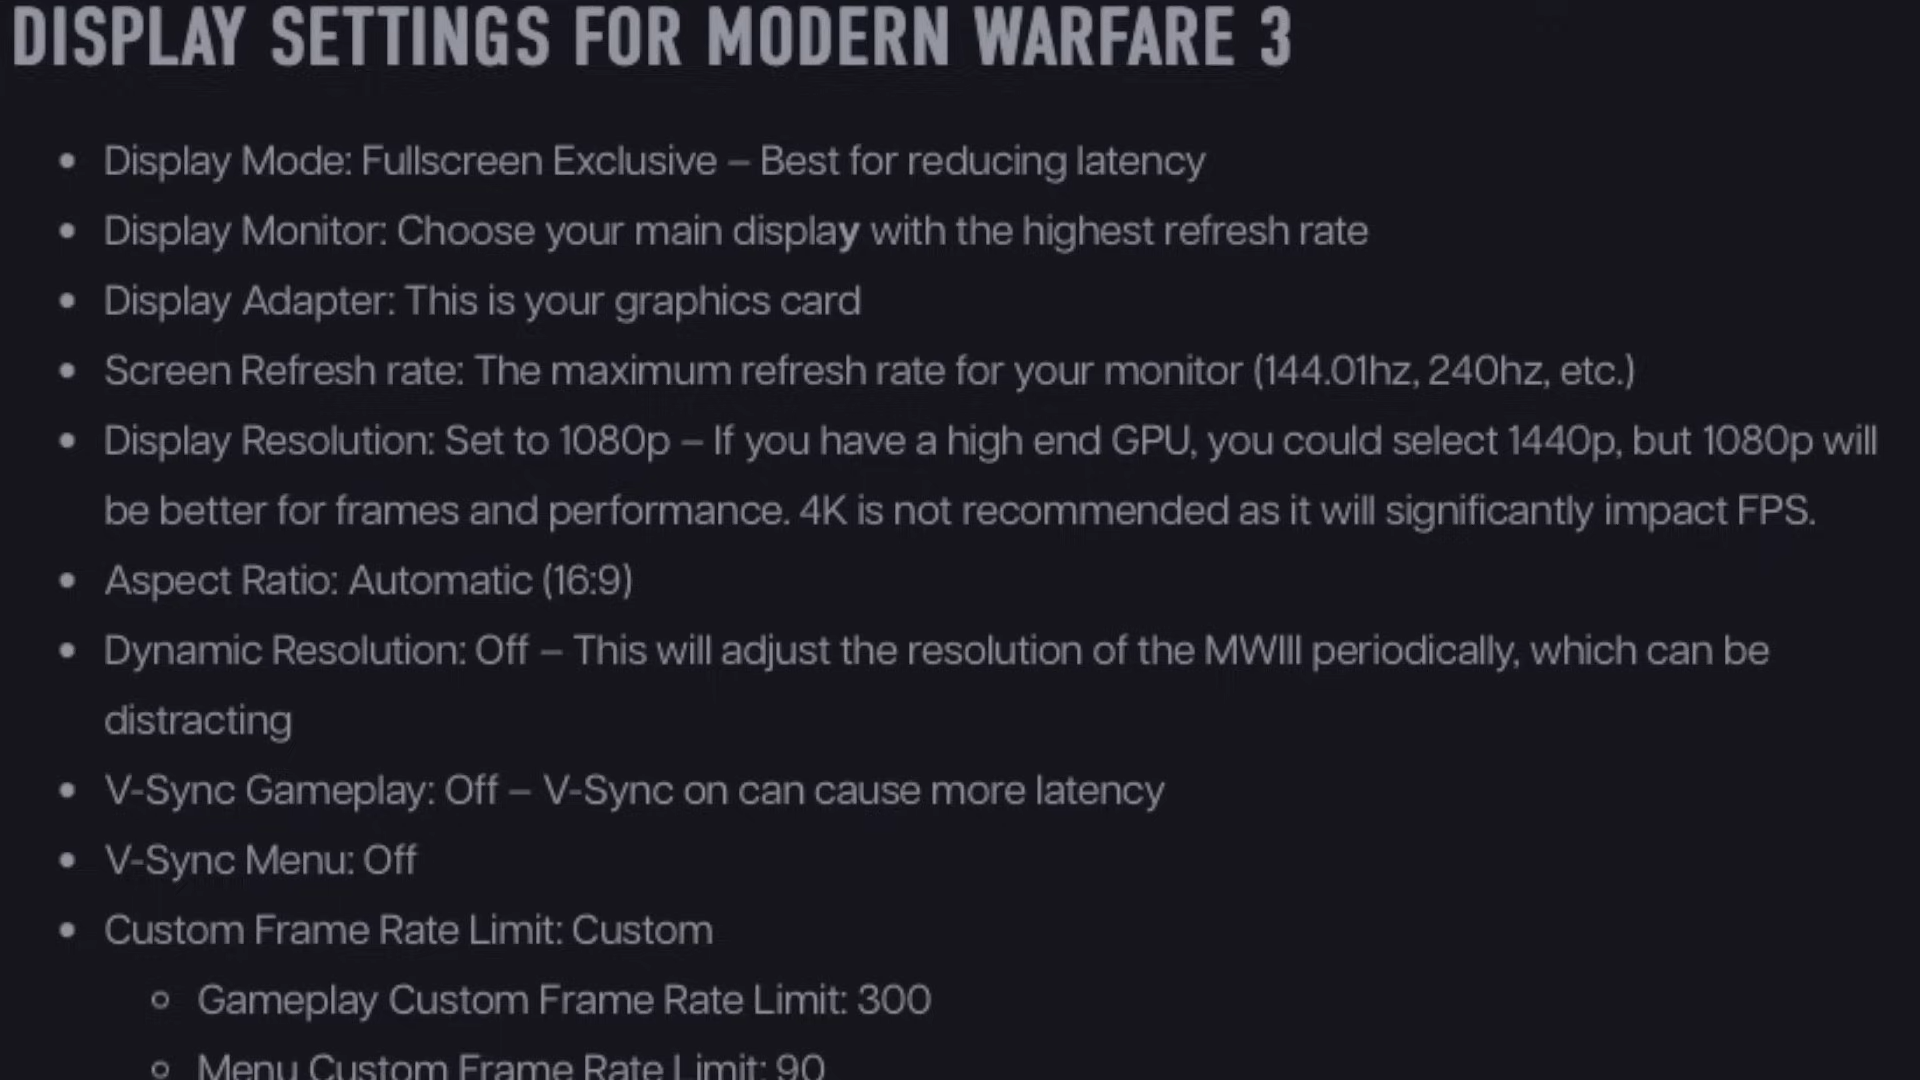 DISPLAY SETTINGS FOR MODERN WARFARE 3
• Display Mode: Fullscreen Exclusive – Best for reducing latency
• Display Monitor: Choose your main display with the highest refresh rate
• Display Adapter: This is your graphics card
• Screen Refresh rate: The maximum refresh rate for your monitor (144.01hz, 240hz, etc.)
• Display Resolution: Set to 1080p – If you have a high end GPU, you could select 1440p, but 1080p will
be better for frames and performance. 4K is not recommended as it will significantly impact FPS.
• Aspect Ratio: Automatic (16:9)
• Dynamic Resolution: Off – This will adjust the resolution of the MWIII periodically, which can be
distracting
• V-Sync Gameplay: Off – V-Sync on can cause more latency
• V-Sync Menu: Off
• Custom Frame Rate Limit: Custom
○ Gameplay Custom Frame Rate Limit: 300
○ Menu Custom Frame Rate Limit: 90